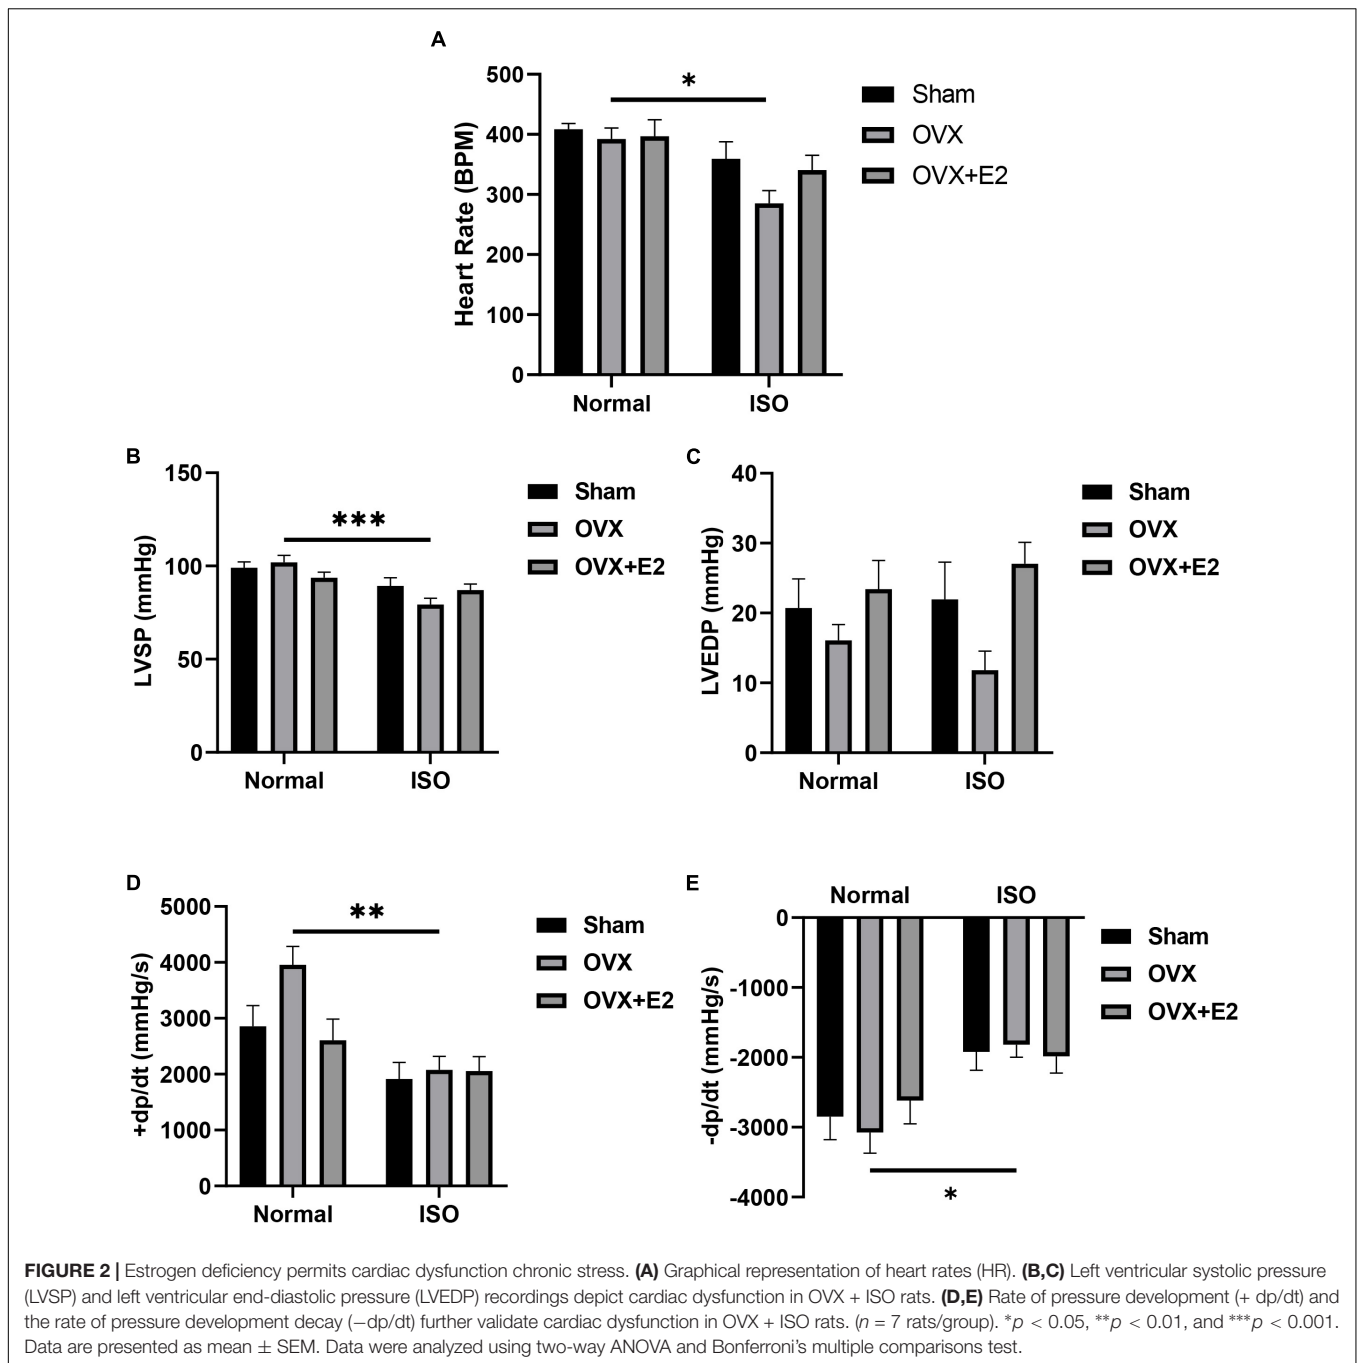 A
500
400
300
200
100
0
Heart Rate (BPM)
*
Normal
ISO
Sham
OVX
OVX+E2
B
150
100
50
0
LVSP (mmHg)
***
Normal
ISO
Sham
OVX
OVX+E2
C
40
30
20
10
0
LVEDP (mmHg)
Normal
ISO
Sham
OVX
OVX+E2
D
5000
4000
3000
2000
1000
0
+dp/dt (mmHg/s)
**
Normal
ISO
Sham
OVX
OVX+E2
E
Normal
ISO
0
-1000
-2000
-3000
-4000
-dp/dt (mmHg/s)
*
Sham
OVX
OVX+E2
FIGURE 2 | Estrogen deficiency permits cardiac dysfunction chronic stress. (A) Graphical representation of heart rates (HR). (B,C) Left ventricular systolic pressure
(LVSP) and left ventricular end-diastolic pressure (LVEDP) recordings depict cardiac dysfunction in OVX + ISO rats. (D,E) Rate of pressure development (+ dp/dt) and
the rate of pressure development decay (−dp/dt) further validate cardiac dysfunction in OVX + ISO rats. (n = 7 rats/group). *p < 0.05, **p < 0.01, and ***p < 0.001.
Data are presented as mean ± SEM. Data were analyzed using two-way ANOVA and Bonferroni's multiple comparisons test.